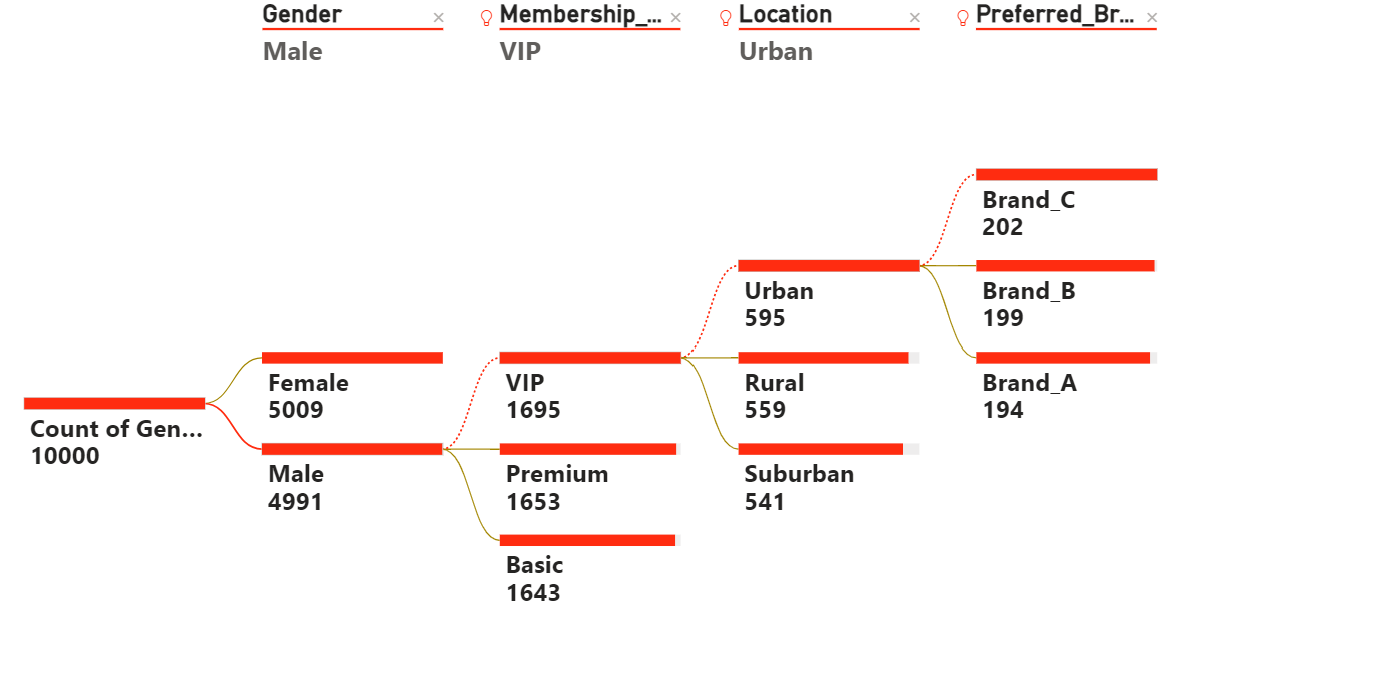 Gender × Membership_... × Location × Preferred_Br... ×
Male VIP Urban
Brand_C
202
Urban
595
Brand_B
199
Female
5009
VIP
1695
Rural
559
Brand_A
194
Count of Gen...
10000
Male
4991
Premium
1653
Suburban
541
Basic
1643